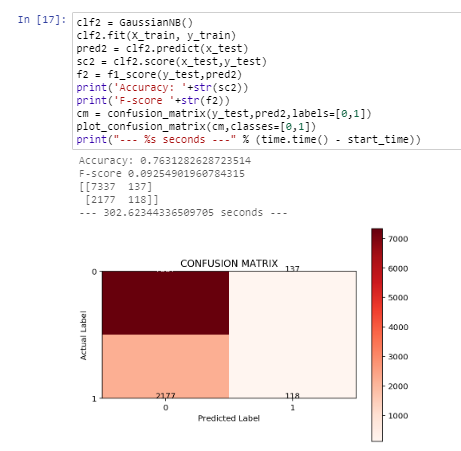 In [17]: clf2 = GaussianNB()
clf2.fit(X_train, y_train)
pred2 = clf2.predict(x_test)
sc2 = clf2.score(x_test,y_test)
f2 = f1_score(y_test,pred2)
print('Accuracy: '+str(sc2))
print('F-score '+str(f2))
cm = confusion_matrix(y_test,pred2,labels=[0,1])
plot_confusion_matrix(cm,classes=[0,1])
print("--- %s seconds ---" % (time.time() - start_time))
Accuracy: 0.7631282628723514
F-score 0.09254901960784315
[[7337 137]
[2177 118]]
--- 302.62344336509705 seconds ---
CONFUSION MATRIX
0
137
Actual Label
1
2177
118
0
1
Predicted Label
7000
6000
5000
4000
3000
2000
1000